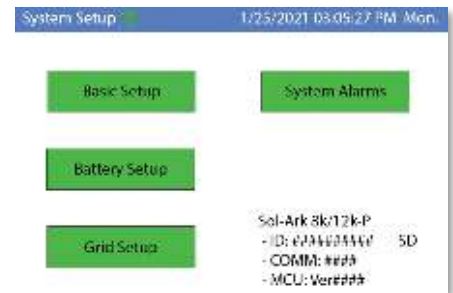 System Setup 1/25/2021 03:05:27 PM Mon.
Basic Setup System Alarms
Battery Setup
Grid Setup
Sol-Ark 8k/12k-P
- ID: ########## SD
- COMM: ####
- MCU: Ver####